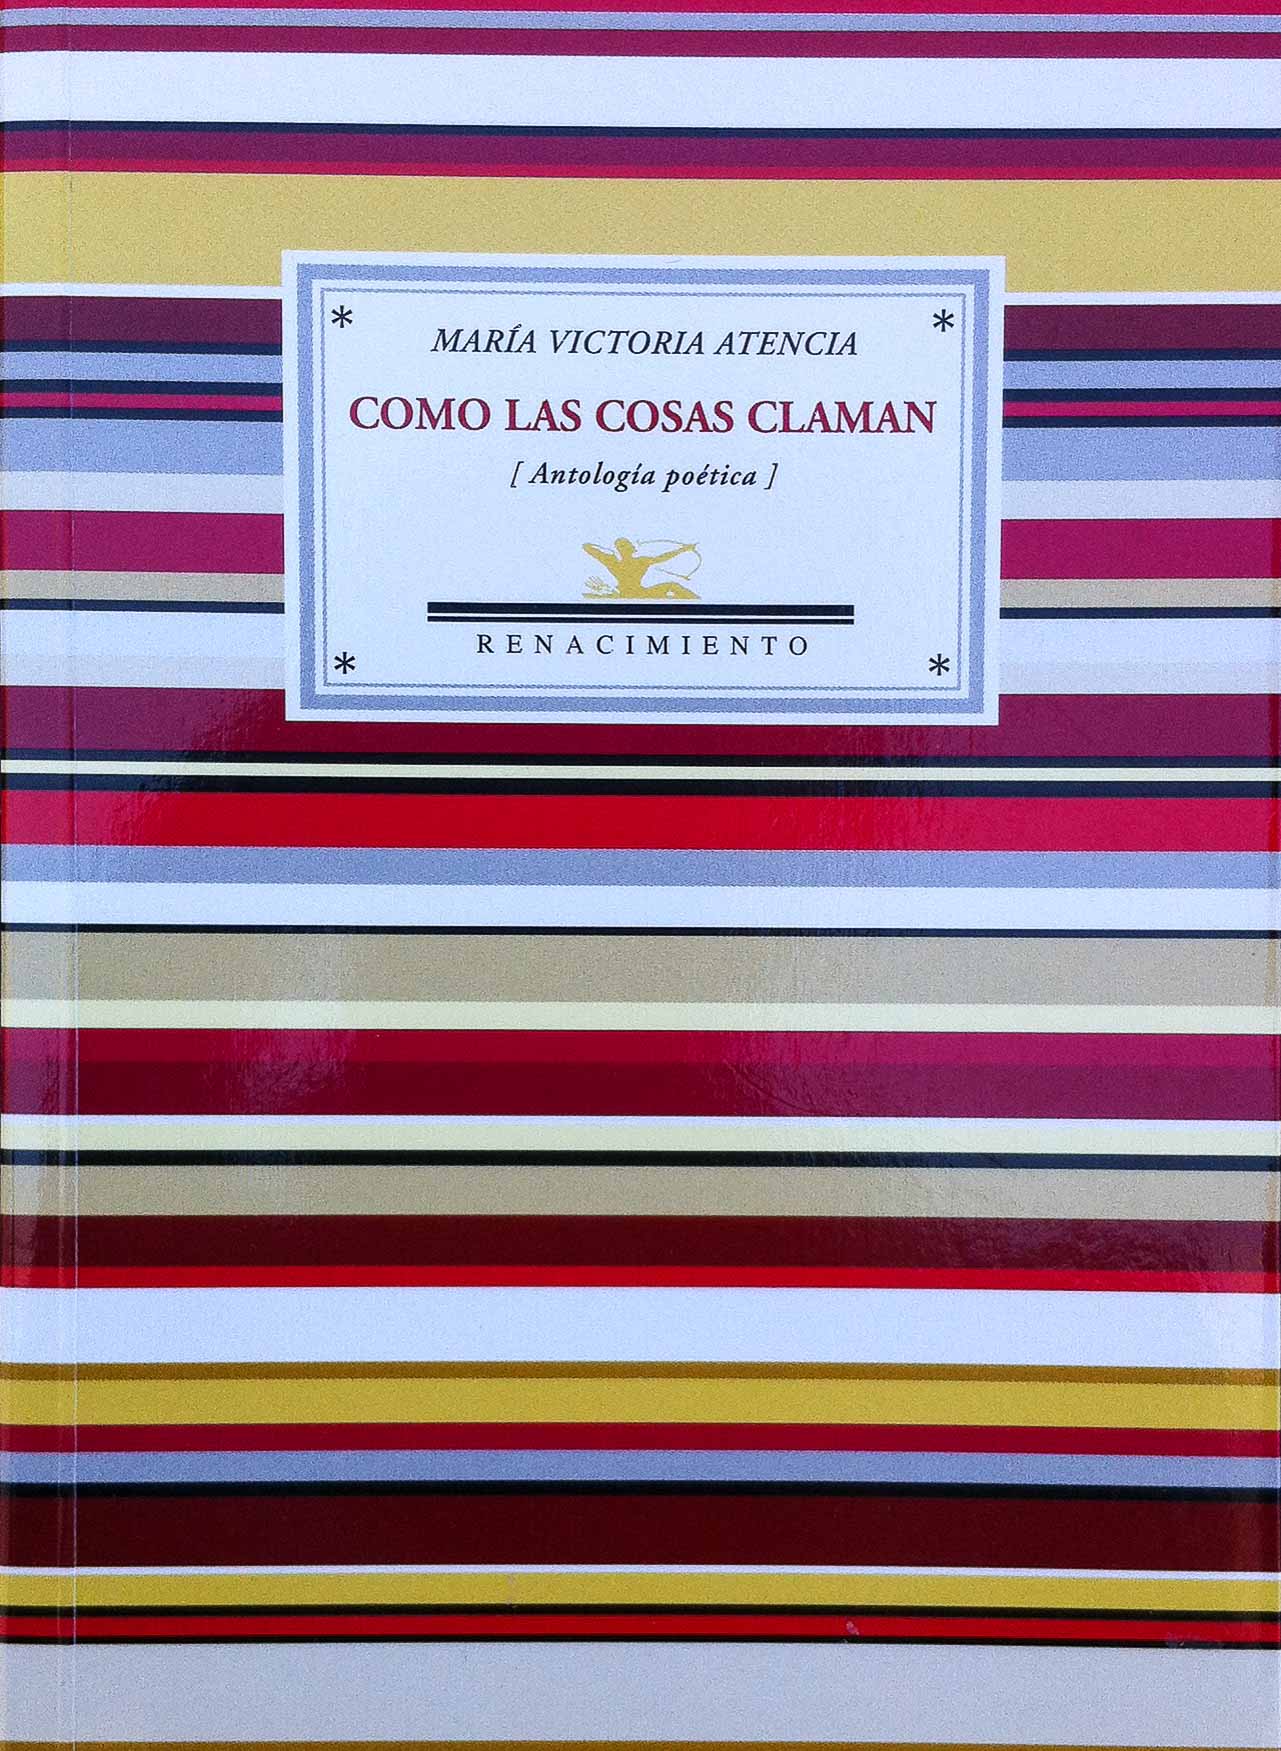 * *
MARÍA VICTORIA ATENCIA
COMO LAS COSAS CLAMAN
[ Antología poética ]
RENACIMIENTO
* *